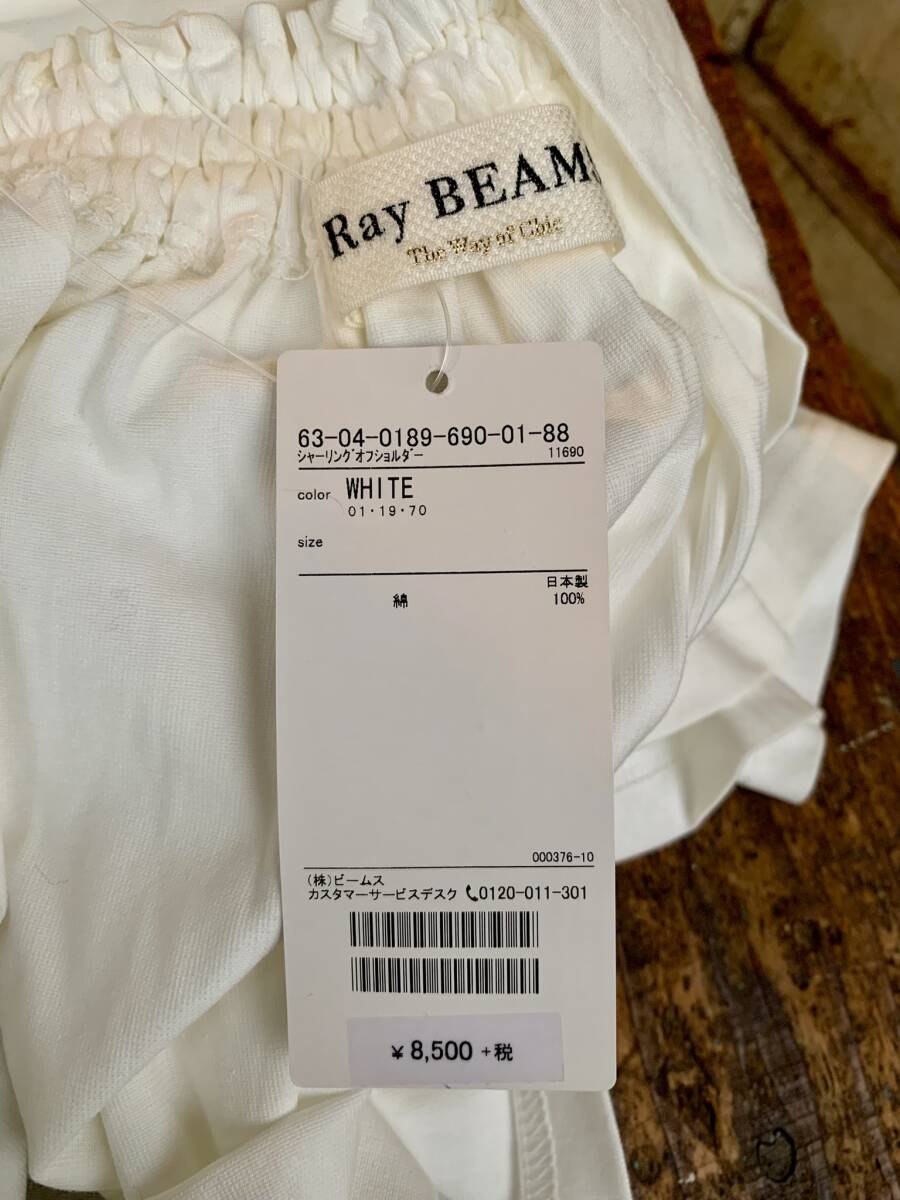 Ray BEAMS
The Way of Chic
63-04-0189-690-01-88
シャーリングオフショルダー 11690
color WHITE
01・19・70
size
日本製
綿 100%
000376-10
(株)ビームス
カスタマーサービスデスク 0120-011-301
¥8,500 +税